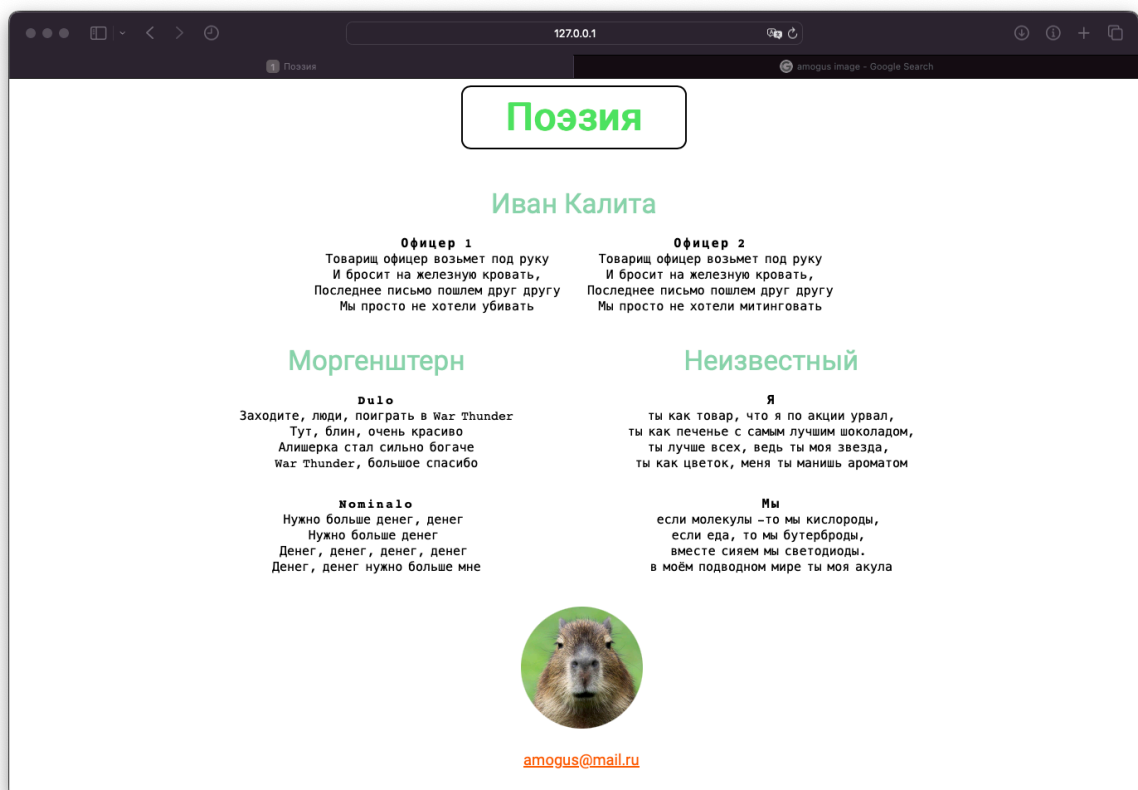 127.0.0.1
1 Поэзия
amogus image - Google Search
Поэзия
Иван Калита
Офицер 1
Товарищ офицер возьмет под руку
И бросит на железную кровать,
Последнее письмо пошлем друг другу
Мы просто не хотели убивать
Офицер 2
Товарищ офицер возьмет под руку
И бросит на железную кровать,
Последнее письмо пошлем друг другу
Мы просто не хотели митинговать
Моргенштерн
Dulo
Заходите, люди, поиграть в War Thunder
Тут, блин, очень красиво
Алишерка стал сильно богаче
War Thunder, большое спасибо
Nominalo
Нужно больше денег, денег
Нужно больше денег
Денег, денег, денег, денег
Денег, денег нужно больше мне
Неизвестный
Я
ты как товар, что я по акции урвал,
ты как печенье с самым лучшим шоколадом,
ты лучше всех, ведь ты моя звезда,
ты как цветок, меня ты манишь ароматом
Мы
если молекулы -то мы кислороды,
если еда, то мы бутерброды,
вместе сияем мы светодиоды.
в моём подводном мире ты моя акула
amogus@mail.ru